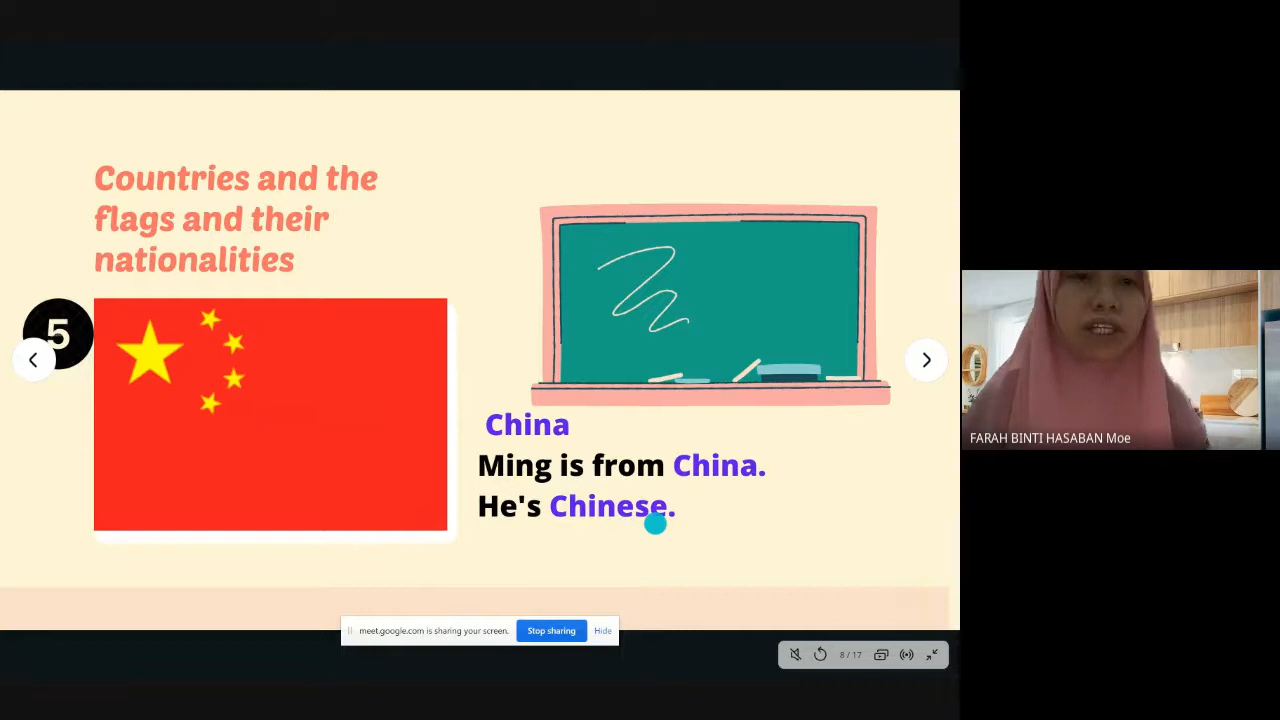 Countries and the
flags and their
nationalities
5
China
Ming is from China.
He's Chinese.
FARAH BINTI HASABAN Moe
meet.google.com is sharing your screen.
Stop sharing
Hide
8 / 17